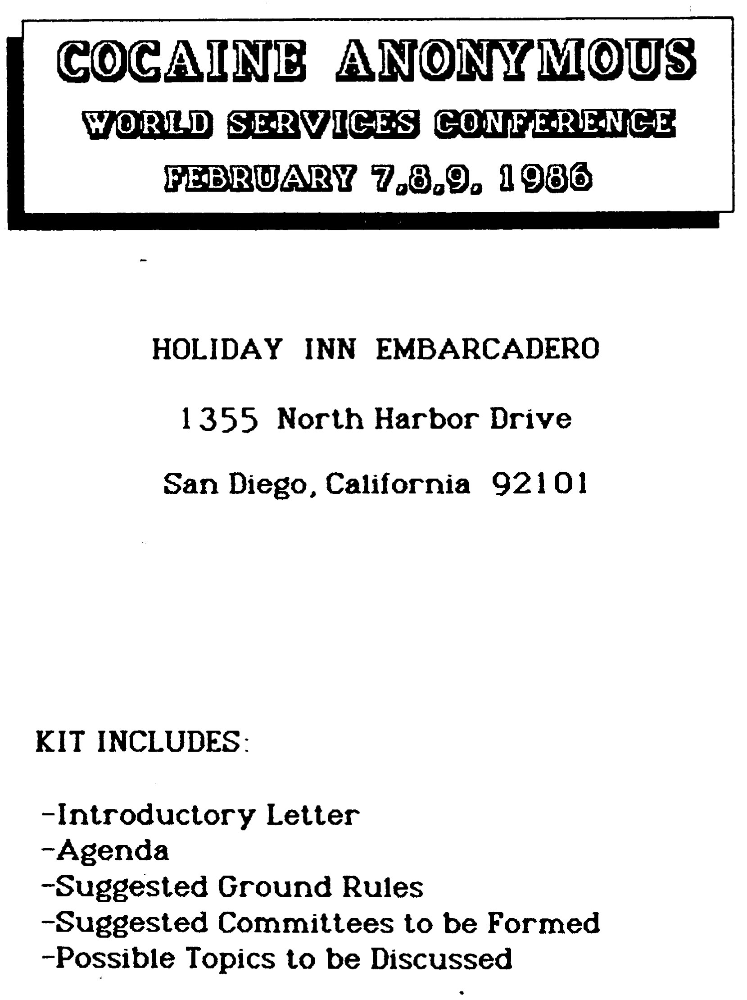 COCAINE ANONYMOUS
WORLD SERVICES CONFERENCE
FEBRUARY 7,8,9, 1986
HOLIDAY INN EMBARCADERO
1355 North Harbor Drive
San Diego, California 92101
KIT INCLUDES:
-Introductory Letter
-Agenda
-Suggested Ground Rules
-Suggested Committees to be Formed
-Possible Topics to be Discussed